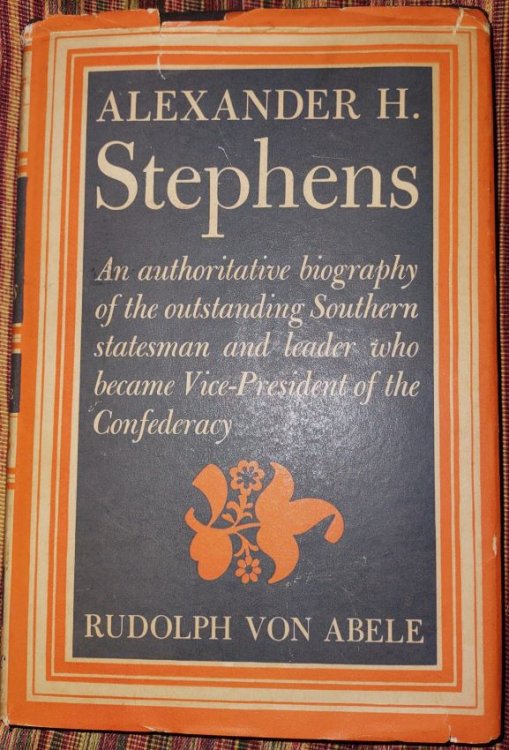 ALEXANDER H.
Stephens
An authoritative biography
of the outstanding Southern
statesman and leader who
became Vice-President of the
Confederacy
RUDOLPH VON ABELE